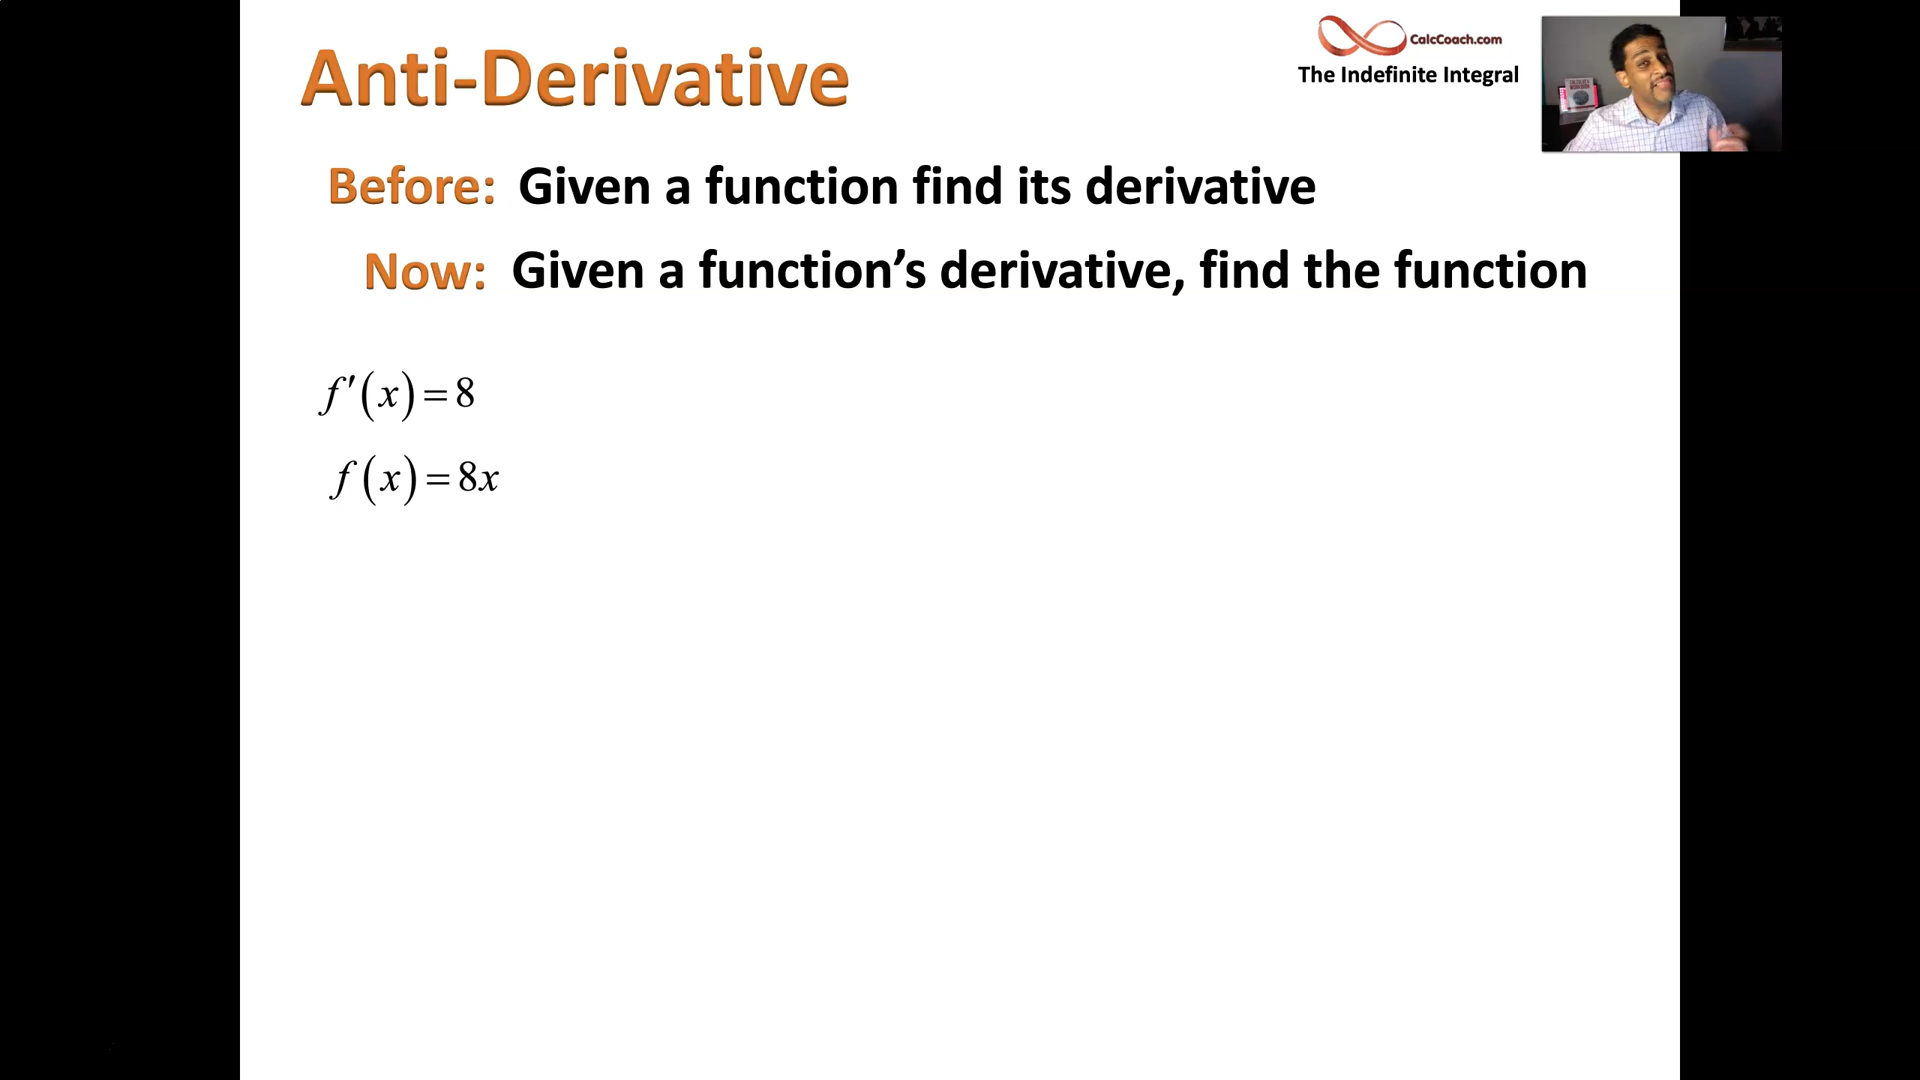 Anti-Derivative
CalcCoach.com
The Indefinite Integral
Before: Given a function find its derivative
Now: Given a function’s derivative, find the function
f′(x) = 8
f(x) = 8x